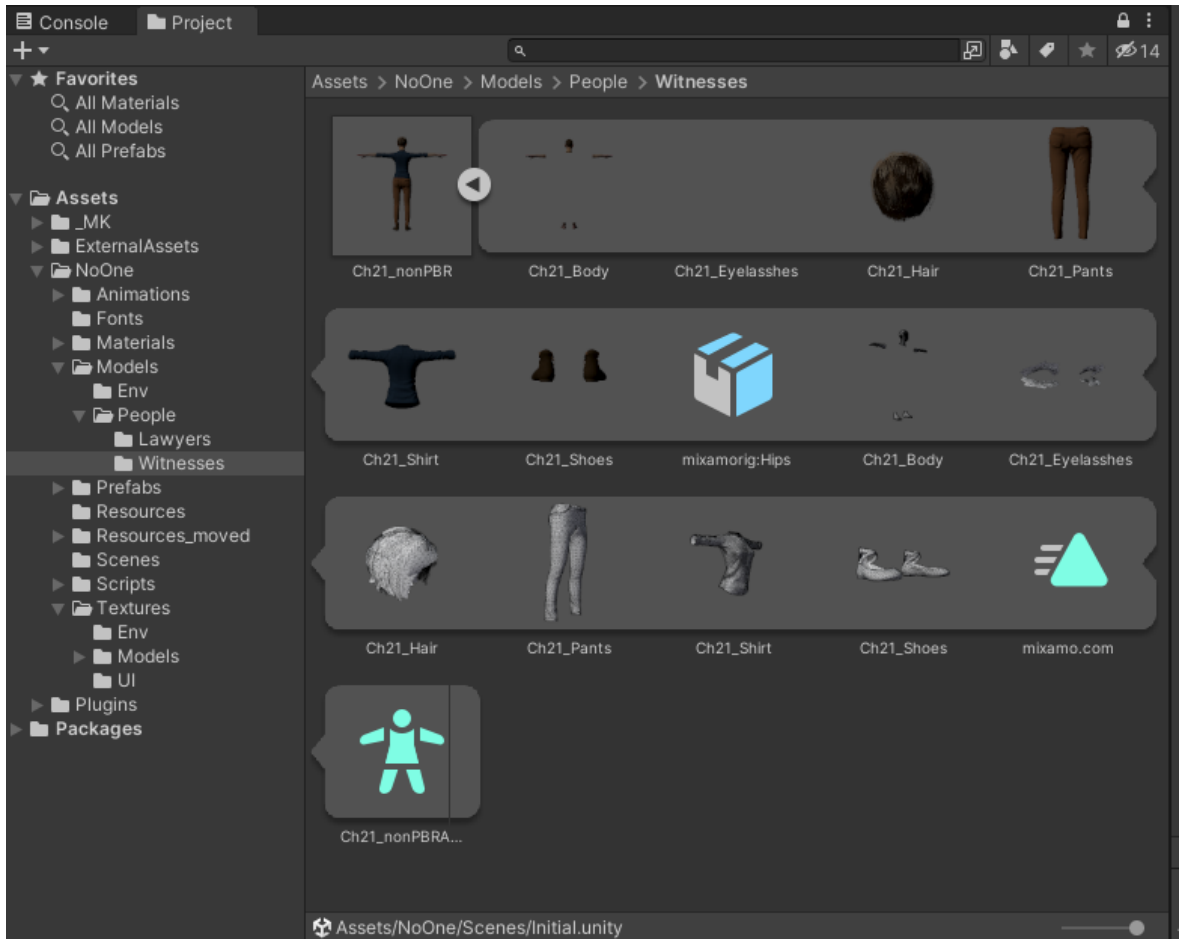 Console Project
14
Favorites
All Materials
All Models
All Prefabs
Assets
_MK
ExternalAssets
NoOne
Animations
Fonts
Materials
Models
Env
People
Lawyers
Witnesses
Prefabs
Resources
Resources_moved
Scenes
Scripts
Textures
Env
Models
UI
Plugins
Packages
Assets > NoOne > Models > People > Witnesses
Ch21_nonPBR Ch21_Body Ch21_Eyelasshes Ch21_Hair Ch21_Pants
Ch21_Shirt Ch21_Shoes mixamorig:Hips Ch21_Body Ch21_Eyelasshes
Ch21_Hair Ch21_Pants Ch21_Shirt Ch21_Shoes mixamo.com
Ch21_nonPBRA...
Assets/NoOne/Scenes/Initial.unity